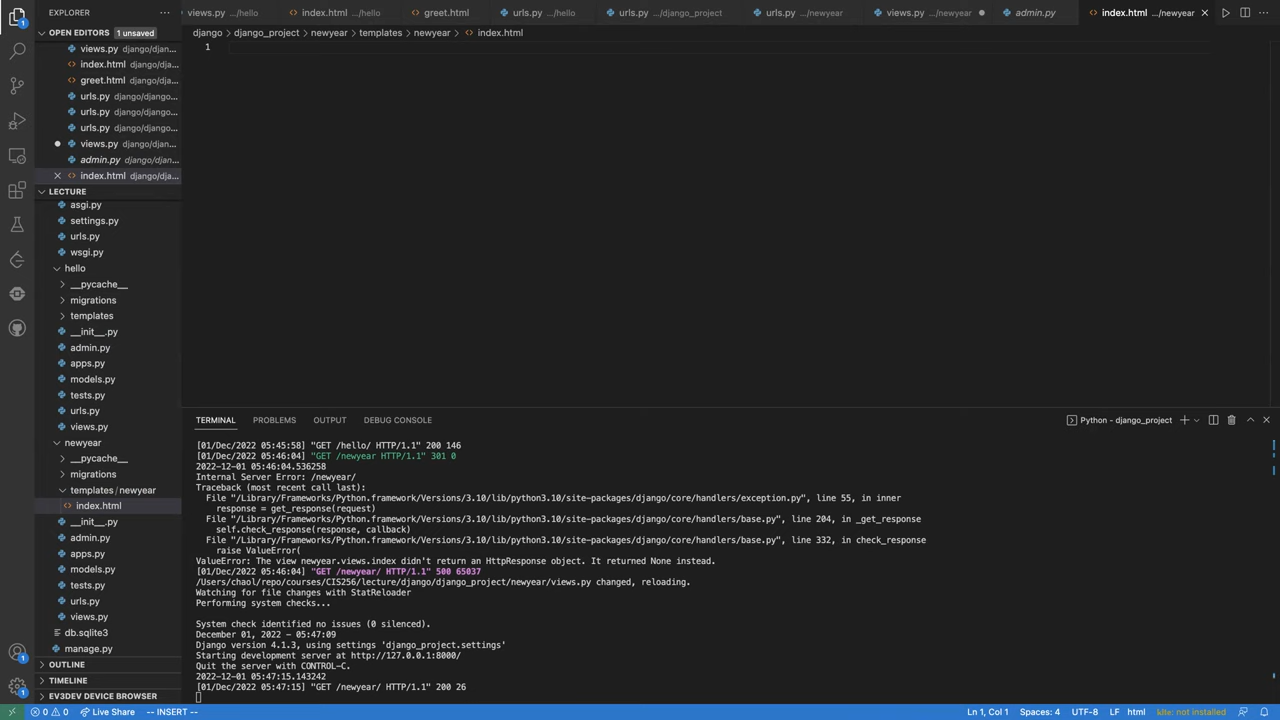 EXPLORER
views.py .../hello
index.html .../hello
greet.html
urls.py .../hello
urls.py .../django_project
urls.py .../newyear
views.py .../newyear
admin.py
index.html .../newyear
OPEN EDITORS 1 unsaved
views.py django/djan...
index.html django/dja...
greet.html django/dja...
urls.py django/django...
urls.py django/django...
urls.py django/django...
views.py django/djan...
admin.py django/djan...
index.html django/dja...
LECTURE
asgi.py
settings.py
urls.py
wsgi.py
hello
__pycache__
migrations
templates
__init__.py
admin.py
apps.py
models.py
tests.py
urls.py
views.py
newyear
__pycache__
migrations
templates / newyear
index.html
__init__.py
admin.py
apps.py
models.py
tests.py
urls.py
views.py
db.sqlite3
manage.py
OUTLINE
TIMELINE
EV3DEV DEVICE BROWSER
django > django_project > newyear > templates > newyear > index.html
1
TERMINAL PROBLEMS OUTPUT DEBUG CONSOLE
Python - django_project
[01/Dec/2022 05:45:58] "GET /hello/ HTTP/1.1" 200 146
[01/Dec/2022 05:46:04] "GET /newyear HTTP/1.1" 301 0
2022-12-01 05:46:04.536258
Internal Server Error: /newyear/
Traceback (most recent call last):
File "/Library/Frameworks/Python.framework/Versions/3.10/lib/python3.10/site-packages/django/core/handlers/exception.py", line 55, in inner
response = get_response(request)
File "/Library/Frameworks/Python.framework/Versions/3.10/lib/python3.10/site-packages/django/core/handlers/base.py", line 204, in _get_response
self.check_response(response, callback)
File "/Library/Frameworks/Python.framework/Versions/3.10/lib/python3.10/site-packages/django/core/handlers/base.py", line 332, in check_response
raise ValueError(
ValueError: The view newyear.views.index didn't return an HttpResponse object. It returned None instead.
[01/Dec/2022 05:46:04] "GET /newyear/ HTTP/1.1" 500 65037
/Users/chaol/repo/courses/CIS256/lecture/django/django_project/newyear/views.py changed, reloading.
Watching for file changes with StatReloader
Performing system checks...
System check identified no issues (0 silenced).
December 01, 2022 - 05:47:09
Django version 4.1.3, using settings 'django_project.settings'
Starting development server at http://127.0.0.1:8000/
Quit the server with CONTROL-C.
2022-12-01 05:47:15.143242
[01/Dec/2022 05:47:15] "GET /newyear/ HTTP/1.1" 200 26
1
1
1
0 0 Live Share -- INSERT -- Ln 1, Col 1 Spaces: 4 UTF-8 LF html kite: not installed